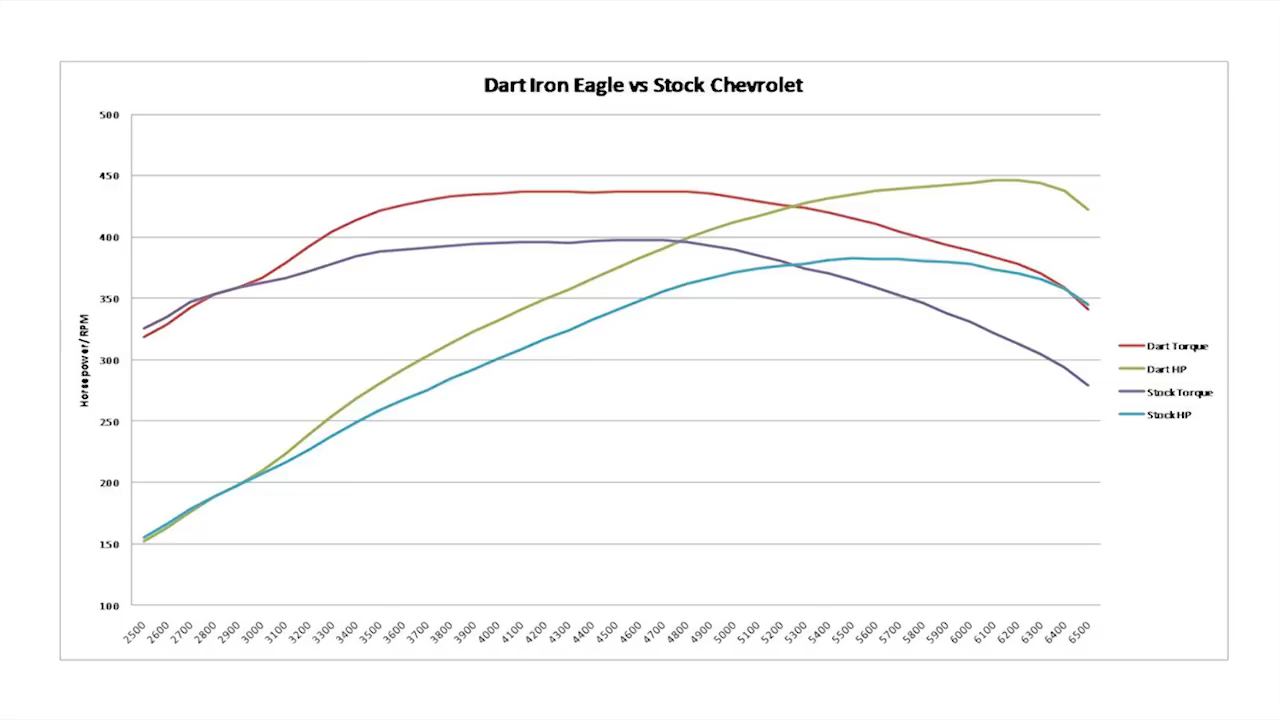 Dart Iron Eagle vs Stock Chevrolet
500
450
400
350
300
250
200
150
100
Horsepower/RPM
2500 2600 2700 2800 2900 3000 3100 3200 3300 3400 3500 3600 3700 3800 3900 4000 4100 4200 4300 4400 4500 4600 4700 4800 4900 5000 5100 5200 5300 5400 5500 5600 5700 5800 5900 6000 6100 6200 6300 6400 6500
Dart Torque
Dart HP
Stock Torque
Stock HP